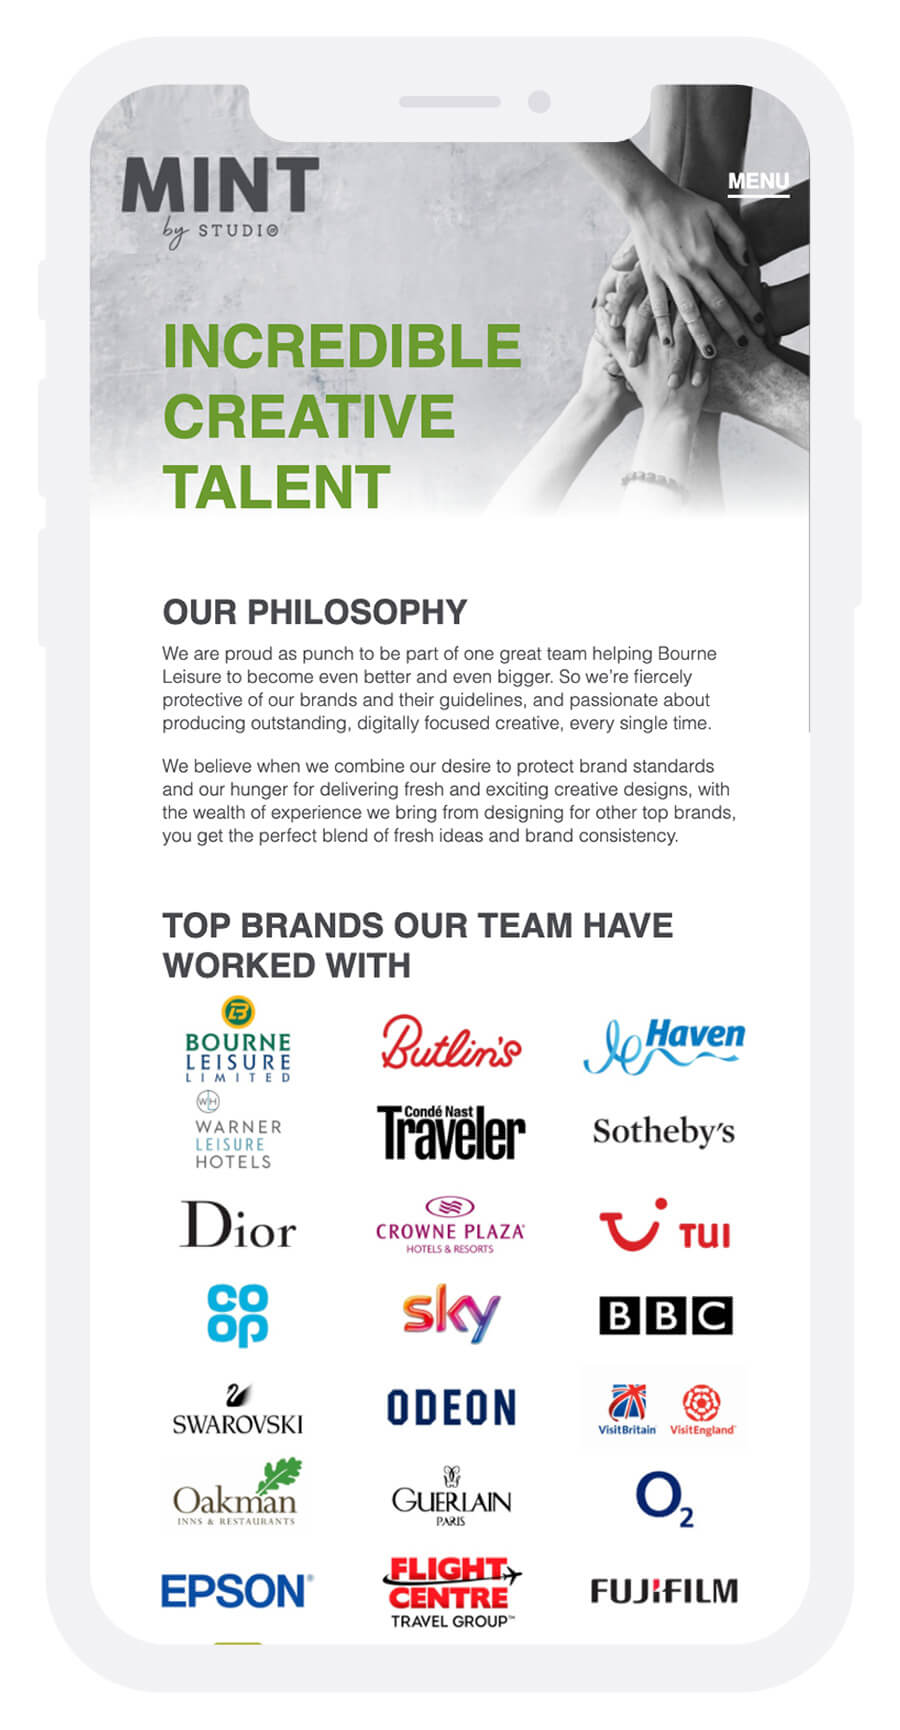 MINT
by STUDIO
MENU
INCREDIBLE
CREATIVE
TALENT
OUR PHILOSOPHY
We are proud as punch to be part of one great team helping Bourne
Leisure to become even better and even bigger. So we're fiercely
protective of our brands and their guidelines, and passionate about
producing outstanding, digitally focused creative, every single time.
We believe when we combine our desire to protect brand standards
and our hunger for delivering fresh and exciting creative designs, with
the wealth of experience we bring from designing for other top brands,
you get the perfect blend of fresh ideas and brand consistency.
TOP BRANDS OUR TEAM HAVE
WORKED WITH
B
BOURNE
LEISURE
LIMITED
Butlin's
Haven
WLH
WARNER
LEISURE
HOTELS
Condé Nast
Traveler
Sotheby's
Dior
CROWNE PLAZA
HOTELS & RESORTS
TUI
CO
OP
sky
BBC
SWAROVSKI
ODEON
VisitBritain
VisitEngland
Oakman
INNS & RESTAURANTS
GUERLAIN
PARIS
O2
EPSON®
FLIGHT
CENTRE
TRAVEL GROUP™
FUJIFILM